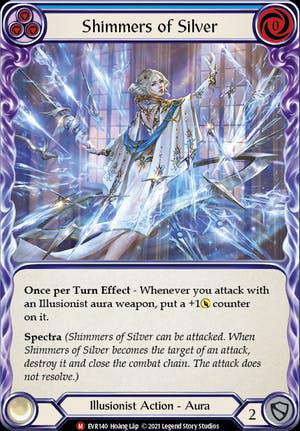 Shimmers of Silver
0
Once per Turn Effect - Whenever you attack
with an Illusionist aura weapon, put a +1 counter
on it.
Spectra (Shimmers of Silver can be attacked. When
Shimmers of Silver becomes the target of an attack,
destroy it and close the combat chain. The attack
does not resolve.)
Illusionist Action - Aura
2
M EVR140 Hoàng Lập © 2021 Legend Story Studios